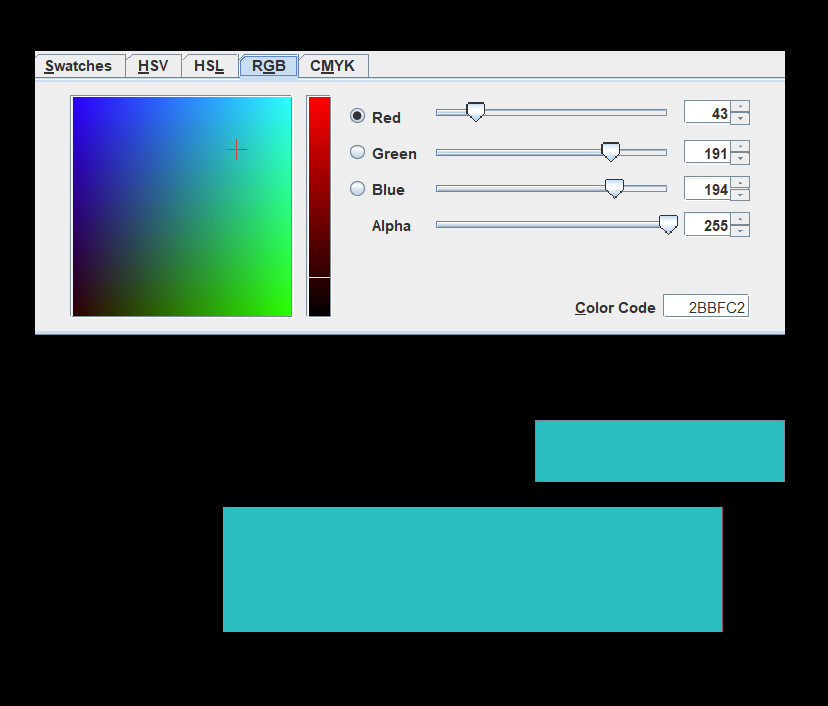 Swatches HSV HSL RGB CMYK
Red 43
Green 191
Blue 194
Alpha 255
Color Code 2BBFC2